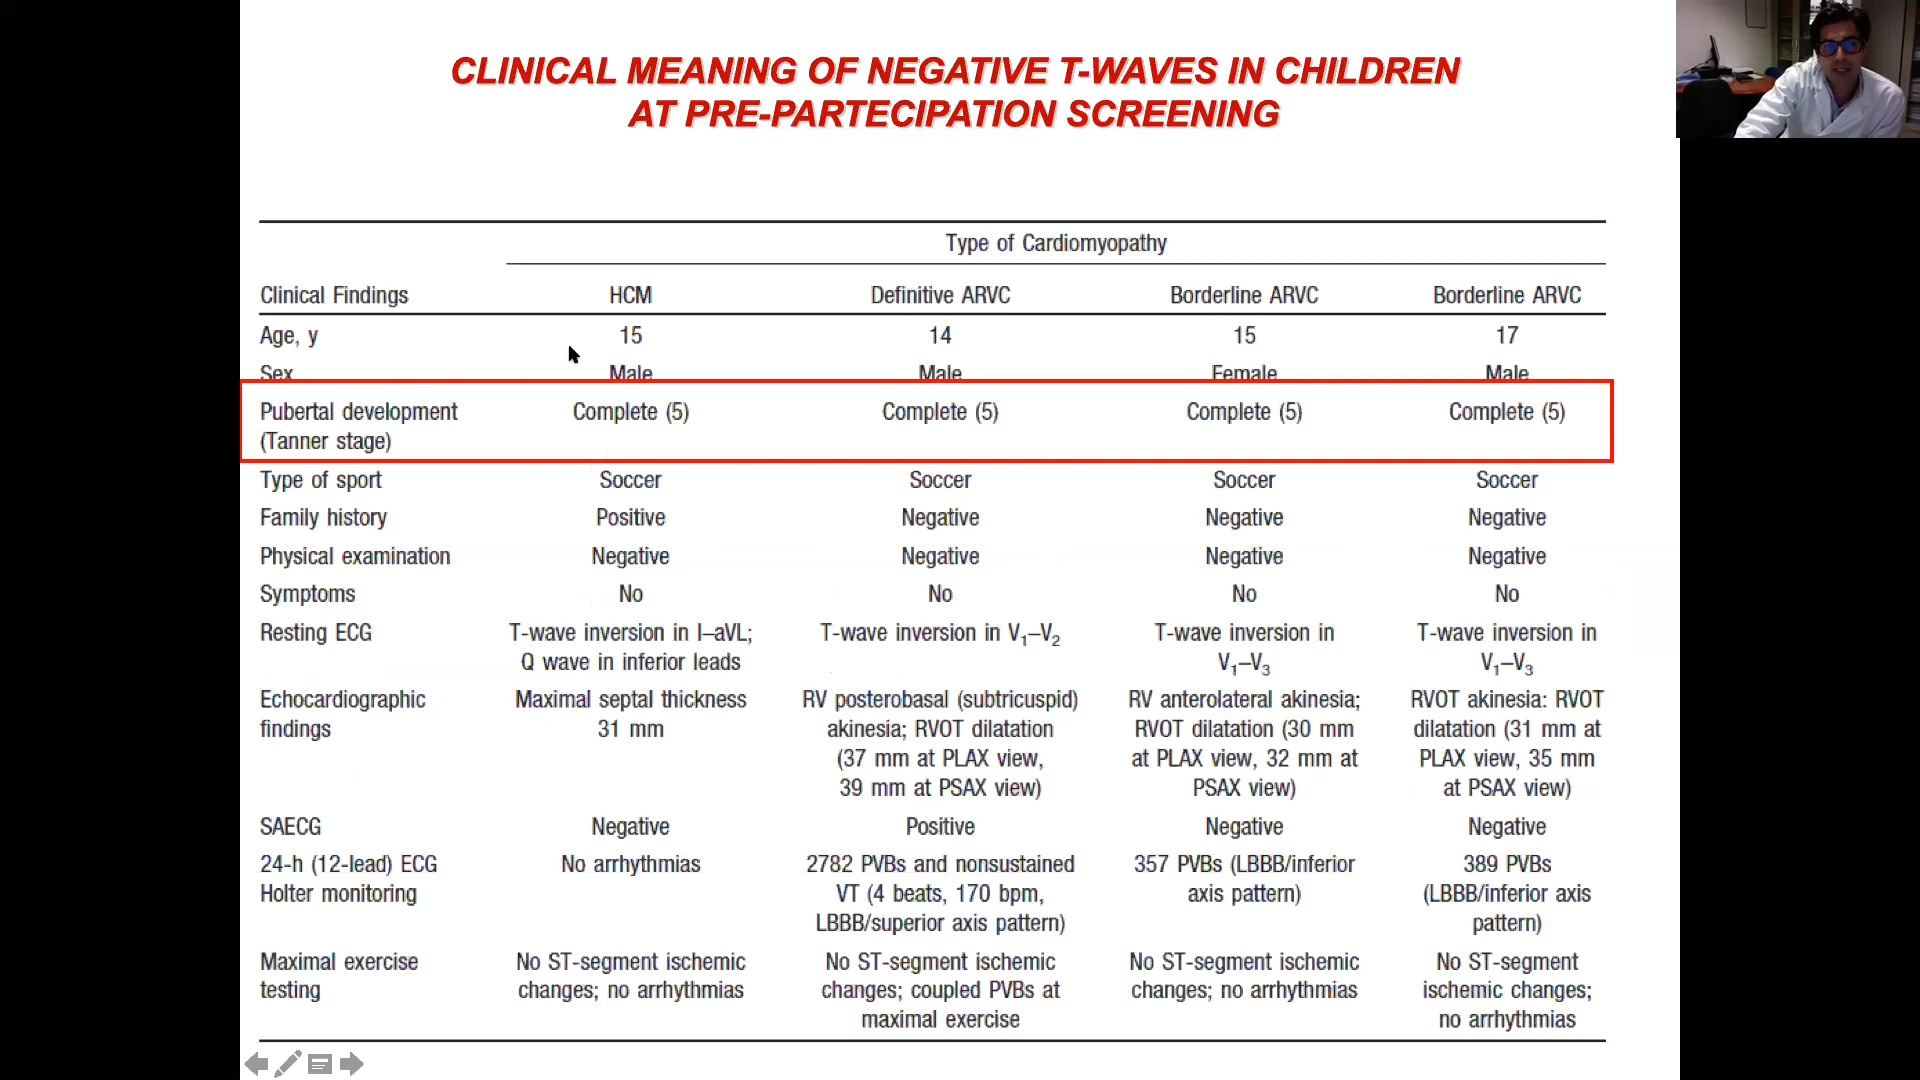 CLINICAL MEANING OF NEGATIVE T-WAVES IN CHILDREN
AT PRE-PARTECIPATION SCREENING
Type of Cardiomyopathy
Clinical Findings HCM Definitive ARVC Borderline ARVC Borderline ARVC
Age, y 15 14 15 17
Sex Male Male Female Male
Pubertal development Complete (5) Complete (5) Complete (5) Complete (5)
(Tanner stage)
Type of sport Soccer Soccer Soccer Soccer
Family history Positive Negative Negative Negative
Physical examination Negative Negative Negative Negative
Symptoms No No No No
Resting ECG T-wave inversion in I–aVL; T-wave inversion in V1–V2 T-wave inversion in T-wave inversion in
Q wave in inferior leads V1–V3 V1–V3
Echocardiographic Maximal septal thickness RV posterobasal (subtricuspid) RV anterolateral akinesia; RVOT akinesia: RVOT
findings 31 mm akinesia; RVOT dilatation RVOT dilatation (30 mm dilatation (31 mm at
(37 mm at PLAX view, at PLAX view, 32 mm at PLAX view, 35 mm
39 mm at PSAX view) PSAX view) at PSAX view)
SAECG Negative Positive Negative Negative
24-h (12-lead) ECG No arrhythmias 2782 PVBs and nonsustained 357 PVBs (LBBB/inferior 389 PVBs
Holter monitoring VT (4 beats, 170 bpm, axis pattern) (LBBB/inferior axis
LBBB/superior axis pattern) pattern)
Maximal exercise No ST-segment ischemic No ST-segment ischemic No ST-segment ischemic No ST-segment
testing changes; no arrhythmias changes; coupled PVBs at changes; no arrhythmias ischemic changes;
maximal exercise no arrhythmias